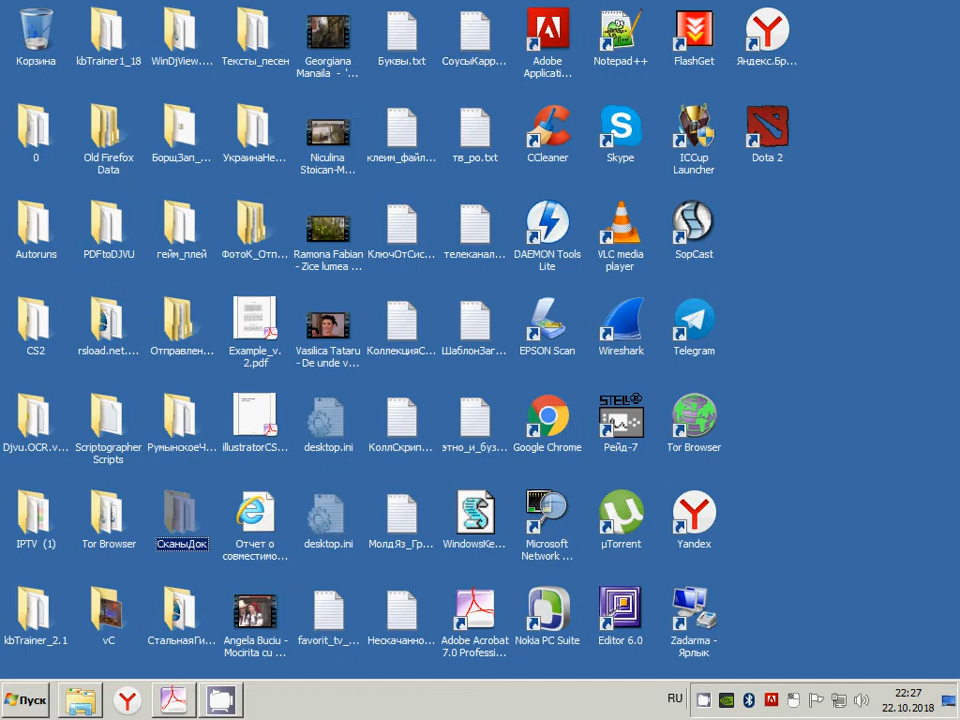 Корзина
kbTrainer1_18
WinDjView....
Тексты_песен
Georgiana
Manaila - '...
Буквы.txt
СоусыКарр...
Adobe
Applicati...
Notepad++
FlashGet
Яндекс.Бр...
0
Old Firefox
Data
БорщЗап_...
УкраинаНе...
Niculina
Stoican-M...
клеим_файл...
тв_ро.txt
CCleaner
Skype
ICCup
Launcher
Dota 2
Autoruns
PDFtoDJVU
гейм_плей
ФотоК_Отп...
Ramona Fabian
- Zice lumea ...
КлючОтСис...
телеканал...
DAEMON Tools
Lite
VLC media
player
SopCast
CS2
rsload.net....
Отправлен...
Example_v.
2.pdf
Vasilica Tataru
- De unde v...
КоллекцияС...
ШаблонЗаг...
EPSON Scan
Wireshark
Telegram
Djvu.OCR.v...
Scriptographer
Scripts
РумынскоеЧ...
illustratorCS...
desktop.ini
КоллСкрип...
этно_и_буз...
Google Chrome
STELL®
Рейд-7
Tor Browser
IPTV (1)
Tor Browser
СканыДок
Отчет о
совместимо...
desktop.ini
МолдЯз_Гр...
WindowsKe...
Microsoft
Network ...
µTorrent
Yandex
kbTrainer_2.1
vC
СтальнаяГи...
Angela Buciu -
Mocirita cu ...
favorit_tv_...
Нескачанно...
Adobe Acrobat
7.0 Professi...
Nokia PC Suite
Editor 6.0
Zadarma -
Ярлык
Пуск
RU
22:27
22.10.2018